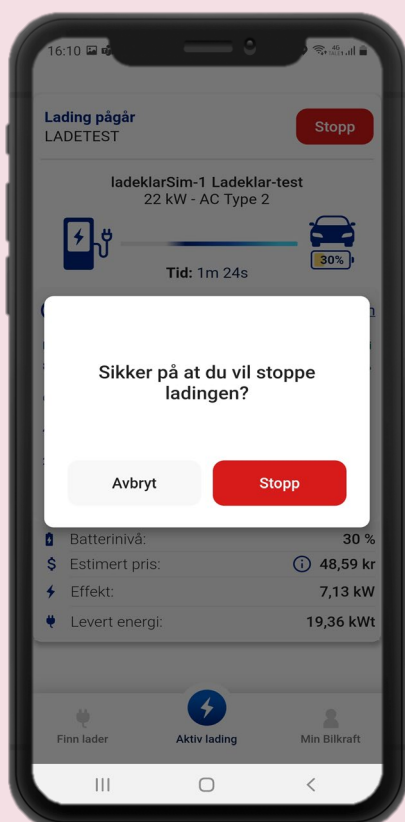 16:10
Lading pågår
Stopp
LADETEST
ladeklarSim-1 Ladeklar-test
22 kW - AC Type 2
30%
Tid: 1m 24s
Sikker på at du vil stoppe
ladingen?
Avbryt
Stopp
Batterinivå:
30 %
Estimert pris:
48,59 kr
Effekt:
7,13 kW
Levert energi:
19,36 kWt
Finn lader
Aktiv lading
Min Bilkraft